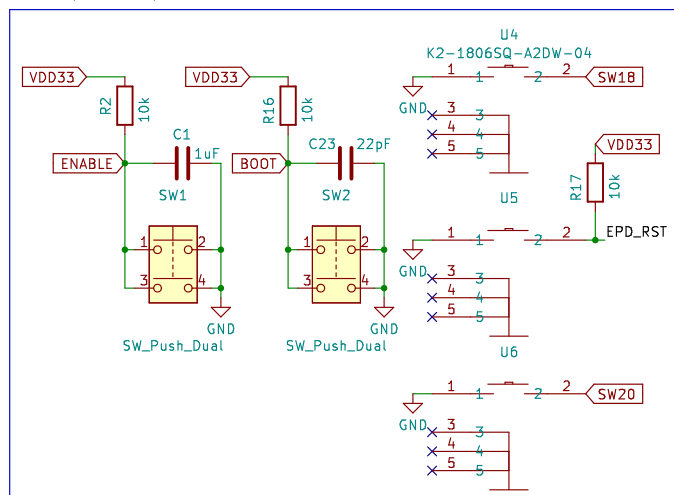 U4
K2-1806SQ-A2DW-04
VDD33
VDD33
1
1
2
2
SW18
GND
R2
10k
R16
10k
3
3
4
4
5
5
C1
1uF
C23
22pF
VDD33
ENABLE
BOOT
SW1
SW2
R17
10k
U5
1
2
1
2
1
1
2
2
EPD_RST
GND
3
4
3
4
3
3
4
4
5
5
GND
GND
SW_Push_Dual
SW_Push_Dual
U6
1
1
2
2
SW20
GND
3
3
4
4
5
5